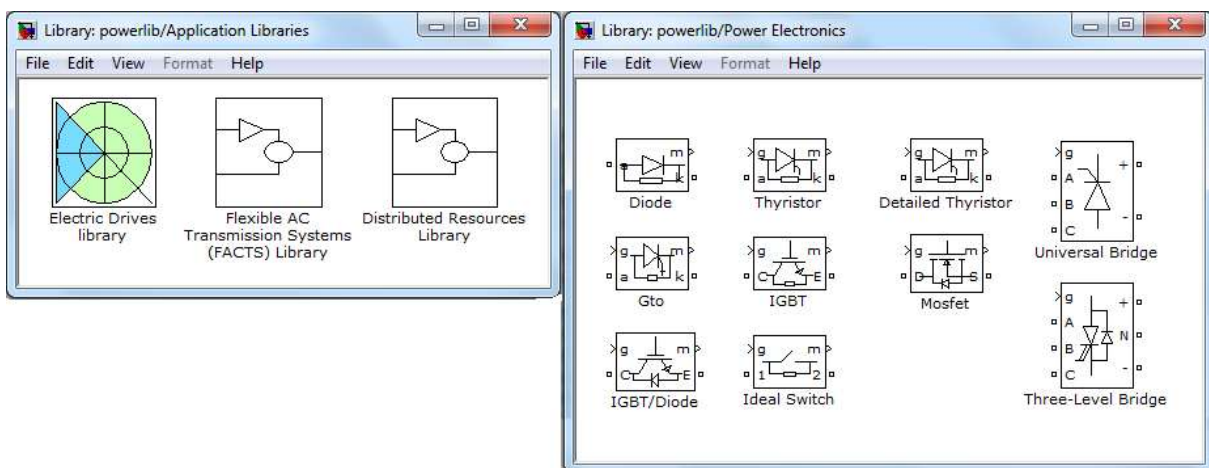 Library: powerlib/Application Libraries
File Edit View Format Help
Electric Drives
library
Flexible AC
Transmission Systems
(FACTS) Library
Distributed Resources
Library
Library: powerlib/Power Electronics
File Edit View Format Help
a m k
Diode
g m a k
Thyristor
g m a k
Detailed Thyristor
g A B C + -
Universal Bridge
g m a k
Gto
g m C E
IGBT
g m D S
Mosfet
g m C E
IGBT/Diode
g m 1 2
Ideal Switch
g A B C + N -
Three-Level Bridge